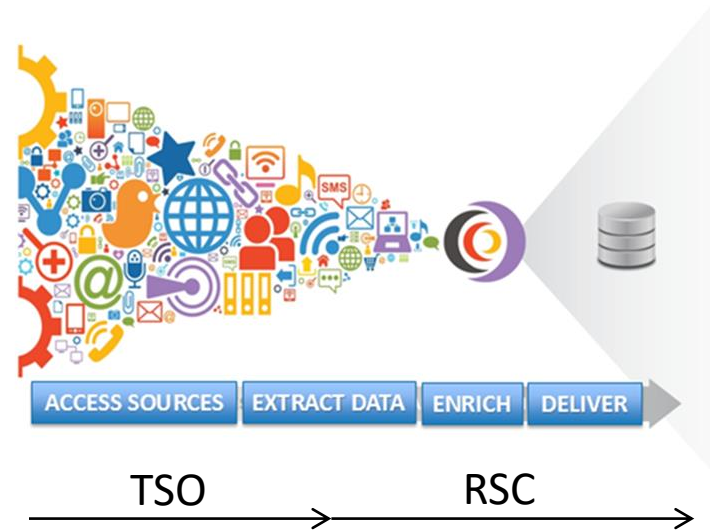 SMS
@
ACCESS SOURCES EXTRACT DATA ENRICH DELIVER
TSO RSC